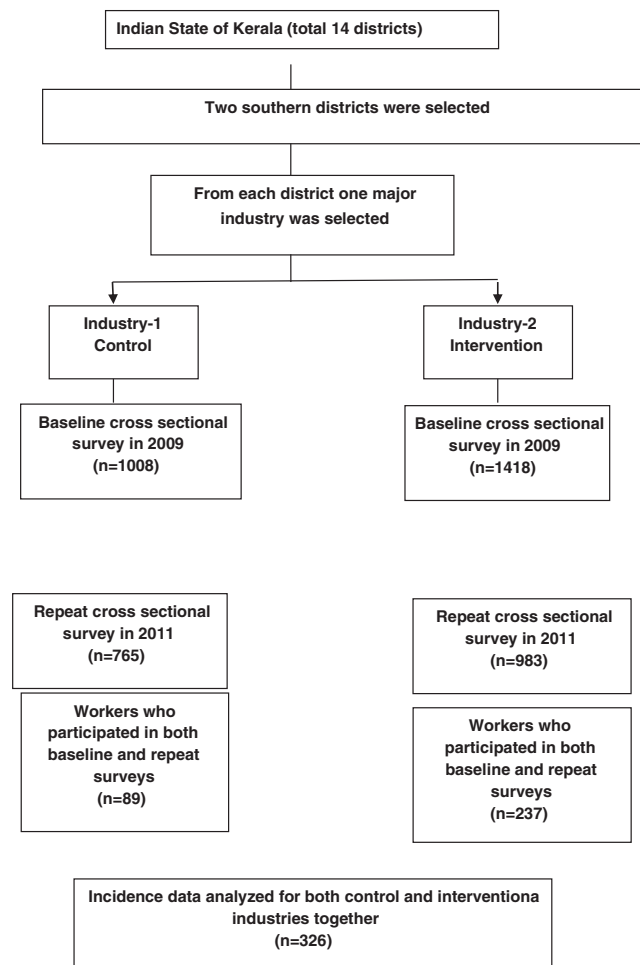 Indian State of Kerala (total 14 districts)
Two southern districts were selected
From each district one major
industry was selected
Industry-1
Control
Industry-2
Intervention
Baseline cross sectional
survey in 2009
(n=1008)
Baseline cross sectional
survey in 2009
(n=1418)
Repeat cross sectional
survey in 2011
(n=765)
Repeat cross sectional
survey in 2011
(n=983)
Workers who
participated in both
baseline and repeat
surveys
(n=89)
Workers who
participated in both
baseline and repeat
surveys
(n=237)
Incidence data analyzed for both control and interventiona
industries together
(n=326)